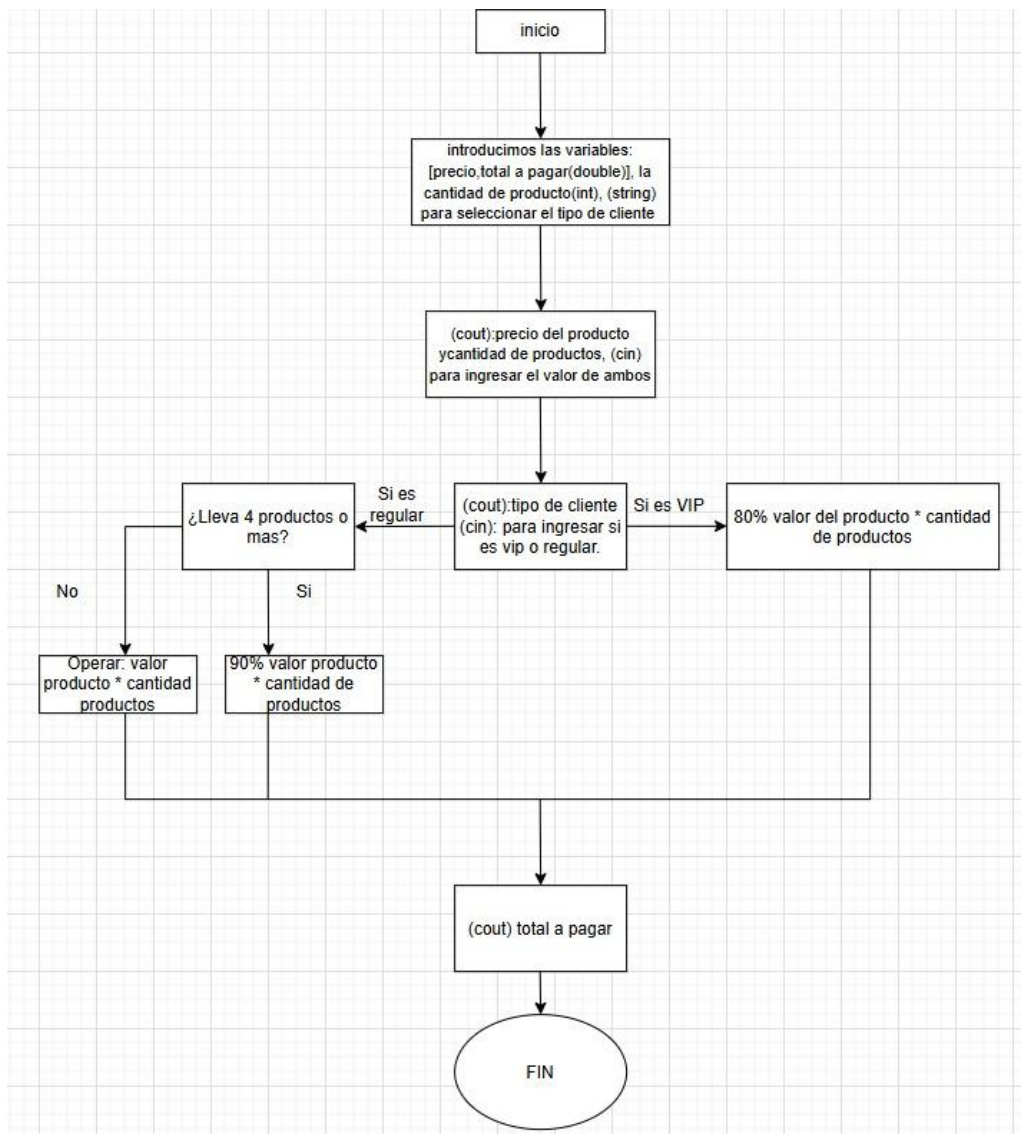 inicio
introducimos las variables:
[precio,total a pagar(double)], la
cantidad de producto(int), (string)
para seleccionar el tipo de cliente
(cout):precio del producto
ycantidad de productos, (cin)
para ingresar el valor de ambos
¿Lleva 4 productos o
mas?
Si es
regular
(cout):tipo de cliente
(cin): para ingresar si
es vip o regular.
Si es VIP
80% valor del producto * cantidad
de productos
No
Si
Operar: valor
producto * cantidad
productos
90% valor producto
* cantidad de
productos
(cout) total a pagar
FIN